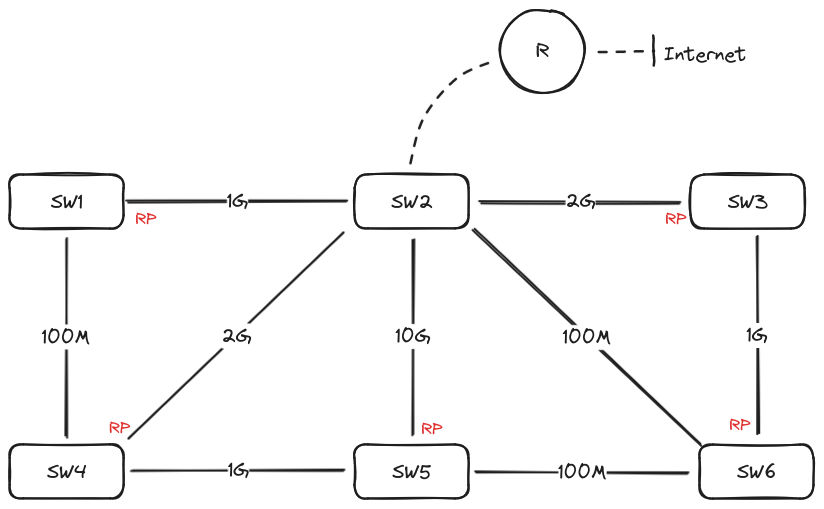 R
Internet
SW1
RP
1G
SW2
2G
RP
SW3
100M
2G
10G
100M
1G
RP
RP
RP
SW4
1G
SW5
100M
SW6